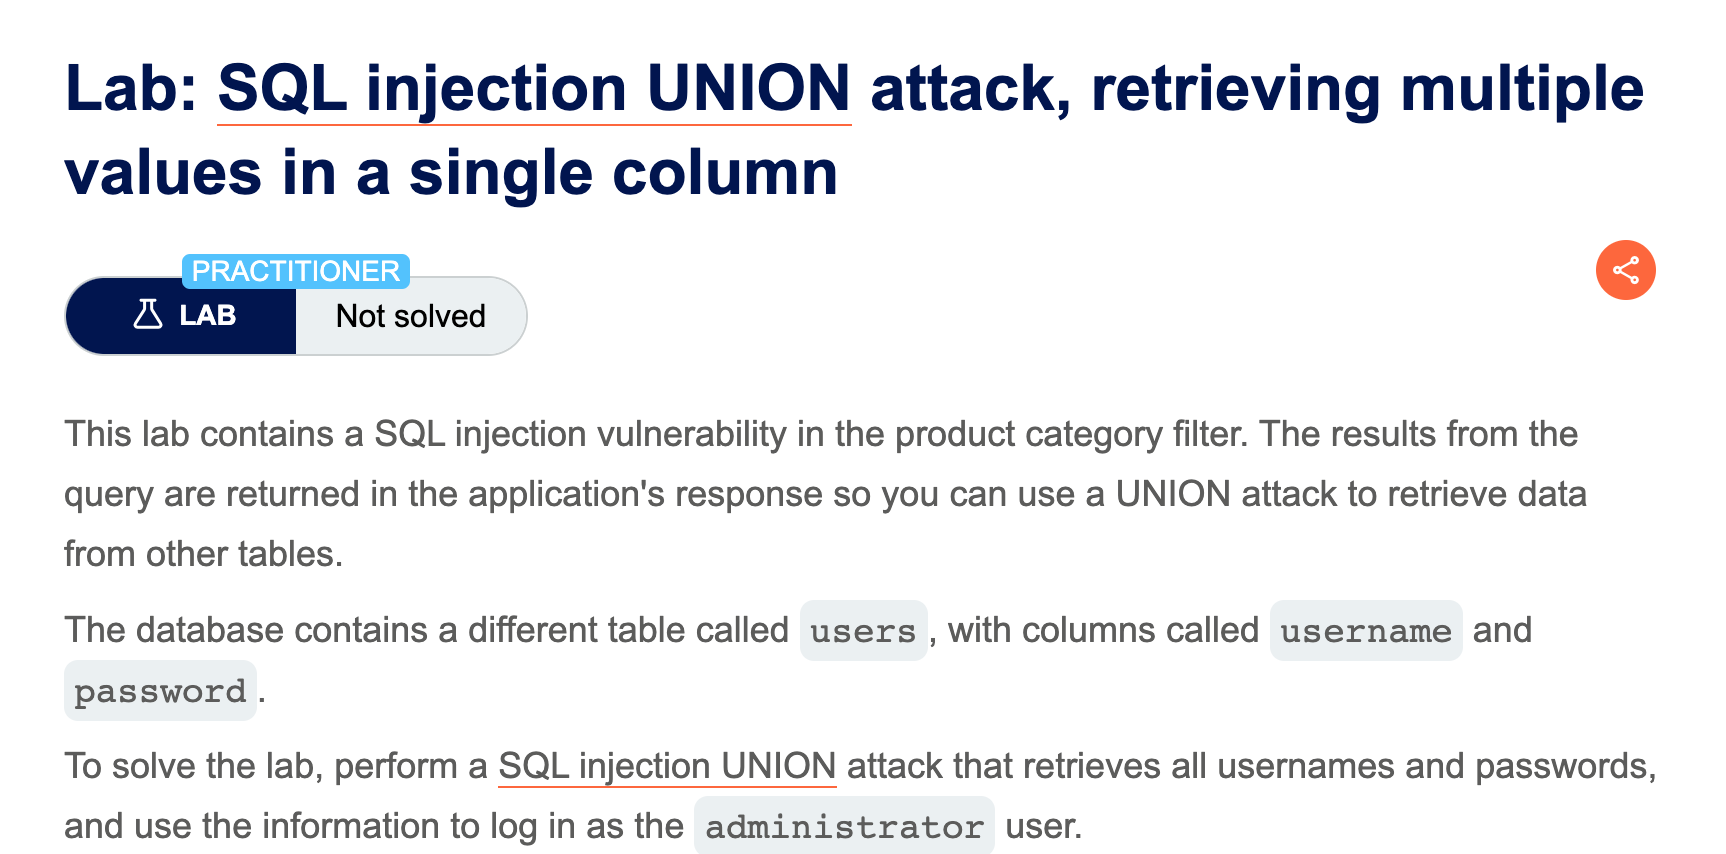 Lab: SQL injection UNION attack, retrieving multiple
values in a single column
PRACTITIONER
LAB Not solved
This lab contains a SQL injection vulnerability in the product category filter. The results from the
query are returned in the application's response so you can use a UNION attack to retrieve data
from other tables.
The database contains a different table called users, with columns called username and
password.
To solve the lab, perform a SQL injection UNION attack that retrieves all usernames and passwords,
and use the information to log in as the administrator user.